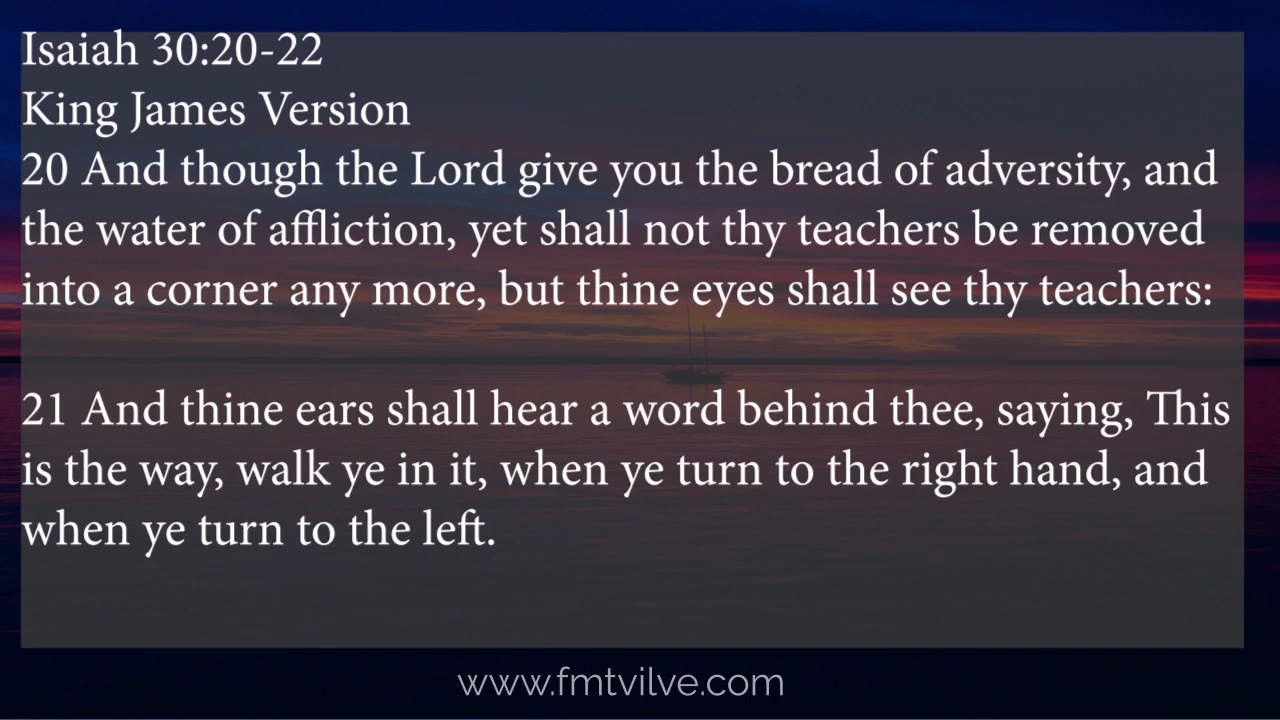 Isaiah 30:20-22
King James Version
20 And though the Lord give you the bread of adversity, and
the water of affliction, yet shall not thy teachers be removed
into a corner any more, but thine eyes shall see thy teachers:
21 And thine ears shall hear a word behind thee, saying, This
is the way, walk ye in it, when ye turn to the right hand, and
when ye turn to the left.
www.fmtvilve.com